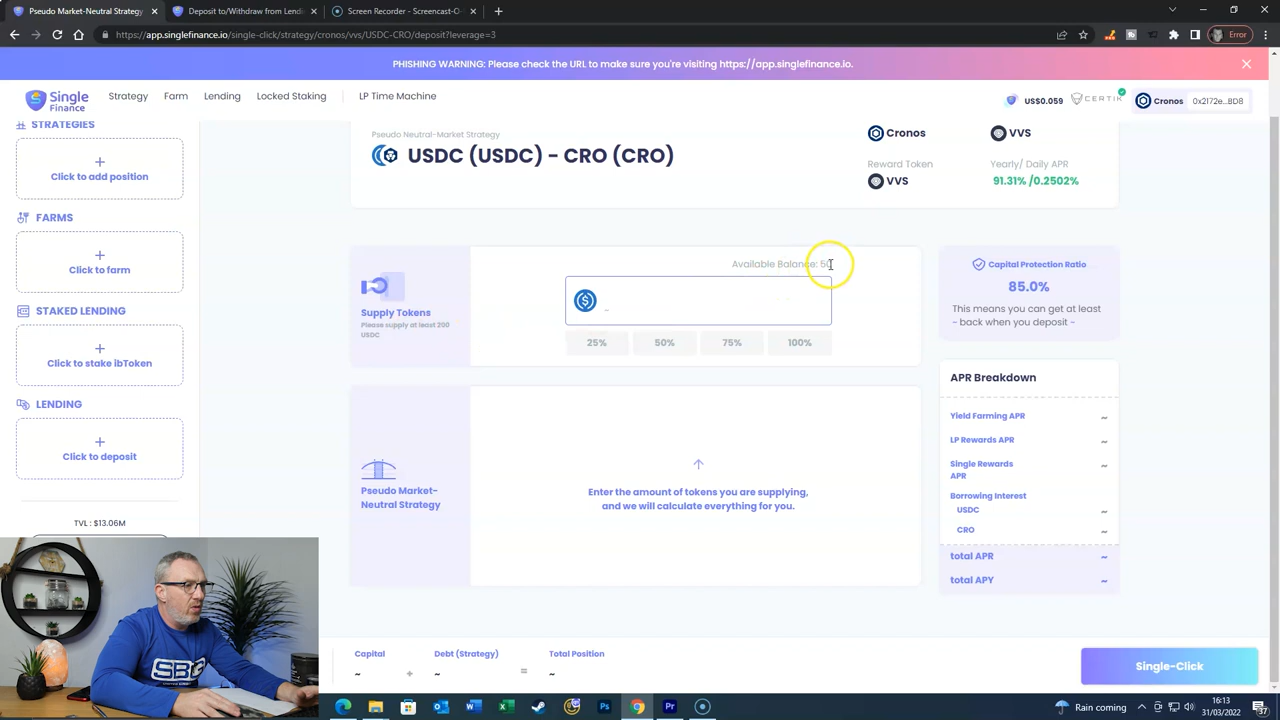 Pseudo Market-Neutral Strategy
Deposit to/Withdraw from Lendin
Screen Recorder - Screencast-O-
https://app.singlefinance.io/single-click/strategy/cronos/vvs/USDC-CRO/deposit?leverage=3
Error
PHISHING WARNING: Please check the URL to make sure you're visiting https://app.singlefinance.io.
Single
Finance
Strategy
Farm
Lending
Locked Staking
LP Time Machine
US$0.059
CERTIK
Cronos
0x2172e...BD8
STRATEGIES
Click to add position
FARMS
Click to farm
STAKED LENDING
Click to stake ibToken
LENDING
Click to deposit
TVL : $13.06M
Pseudo Neutral-Market Strategy
USDC (USDC) - CRO (CRO)
Cronos
VVS
Reward Token
VVS
Yearly/ Daily APR
91.31% /0.2502%
Supply Tokens
Please supply at least 200
USDC
Available Balance: 50
~
25%
50%
75%
100%
Capital Protection Ratio
85.0%
This means you can get at least
~ back when you deposit ~
Pseudo Market-
Neutral Strategy
Enter the amount of tokens you are supplying,
and we will calculate everything for you.
APR Breakdown
Yield Farming APR ~
LP Rewards APR ~
Single Rewards
APR ~
Borrowing Interest
USDC ~
CRO ~
total APR ~
total APY ~
Capital
Debt (Strategy)
Total Position
~ + ~ = ~
Single-Click
SBG
Rain coming
16:13
31/03/2022